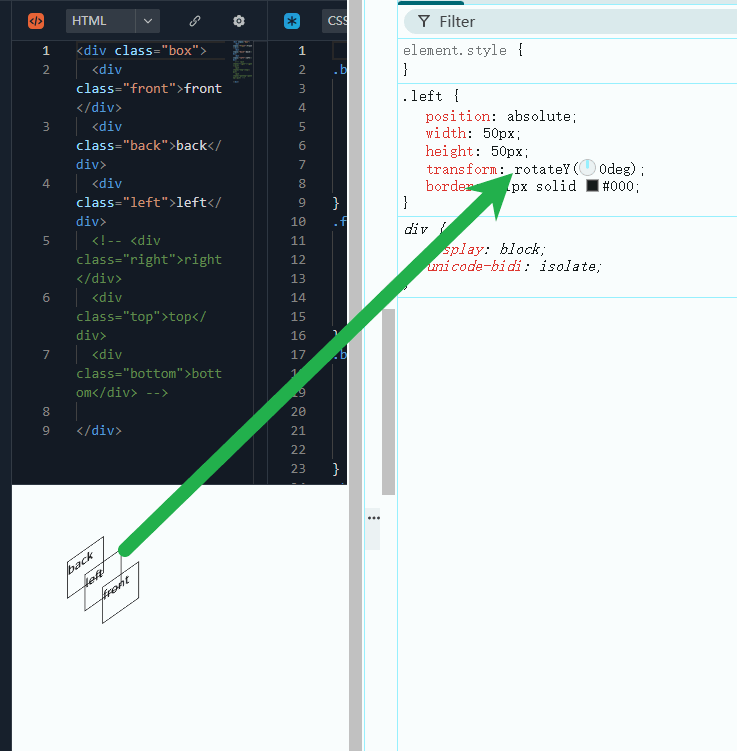 HTML
CSS
1 <div class="box">
2 <div
class="front">front
</div>
3 <div
class="back">back</
div>
4 <div
class="left">left</
div>
5 <!-- <div
class="right">right
</div>
6 <div
class="top">top</
div>
7 <div
class="bottom">bott
om</div> -->
8
9 </div>
1
2 .b
3
4
5
6
7
8
9 }
10 .f
11
12
13
14
15
16 }
17 .b
18
19
20
21
22
23 }
Filter
element.style {
}
.left {
position: absolute;
width: 50px;
height: 50px;
transform: rotateY(0deg);
border 1px solid #000;
}
div {
splay: block;
unicode-bidi: isolate;
}
back
left
front